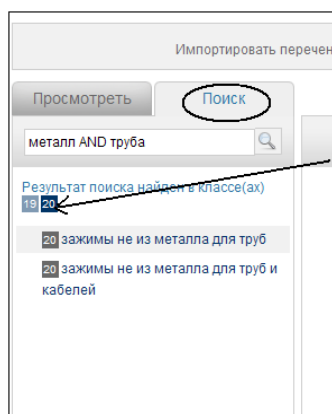 Импортировать перечен
Просмотреть
Поиск
металл AND труба
Результат поиска найден в классе(ах)
19 20
20 зажимы не из металла для труб
20 зажимы не из металла для труб и
кабелей